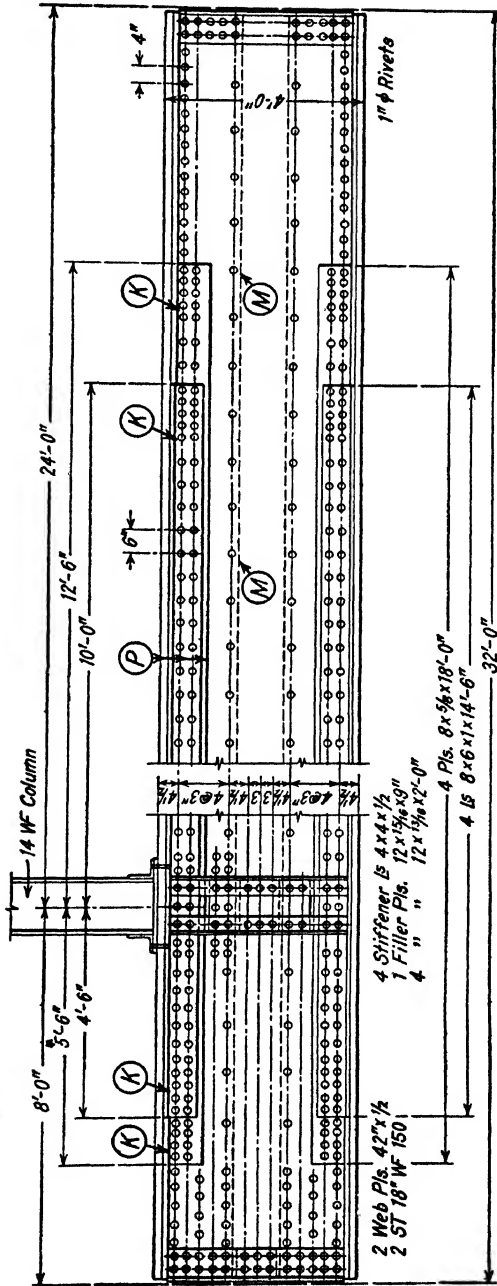 14 WF Column
24'-0"
12'-6"
10'-0"
8'-0"
5'-6"
4'-6"
K
K
P
6"
K
K
4"
4'-0"
M
M
1" ϕ Rivets
4½
4@3"
4½
3
3
4½
4@3"
4½
4 Stiffener Ls 4x4x½
1 Filler Pls. 12x15/16x9"
4 " " 12x13/16x2'-0"
2 Web Pls. 42"x½
2 ST 18" WF 150
4 Pls. 8x5/8x18'-0"
4 Ls 8x6x1x14'-6"
32'-0"